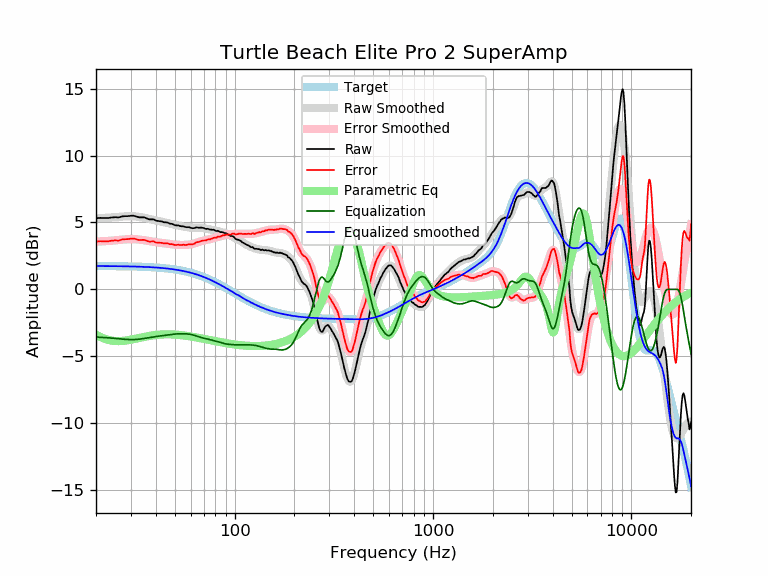 Turtle Beach Elite Pro 2 SuperAmp
Target
Raw Smoothed
Error Smoothed
Raw
Error
Parametric Eq
Equalization
Equalized smoothed
15
10
5
0
−5
−10
−15
Amplitude (dBr)
100
1000
10000
Frequency (Hz)